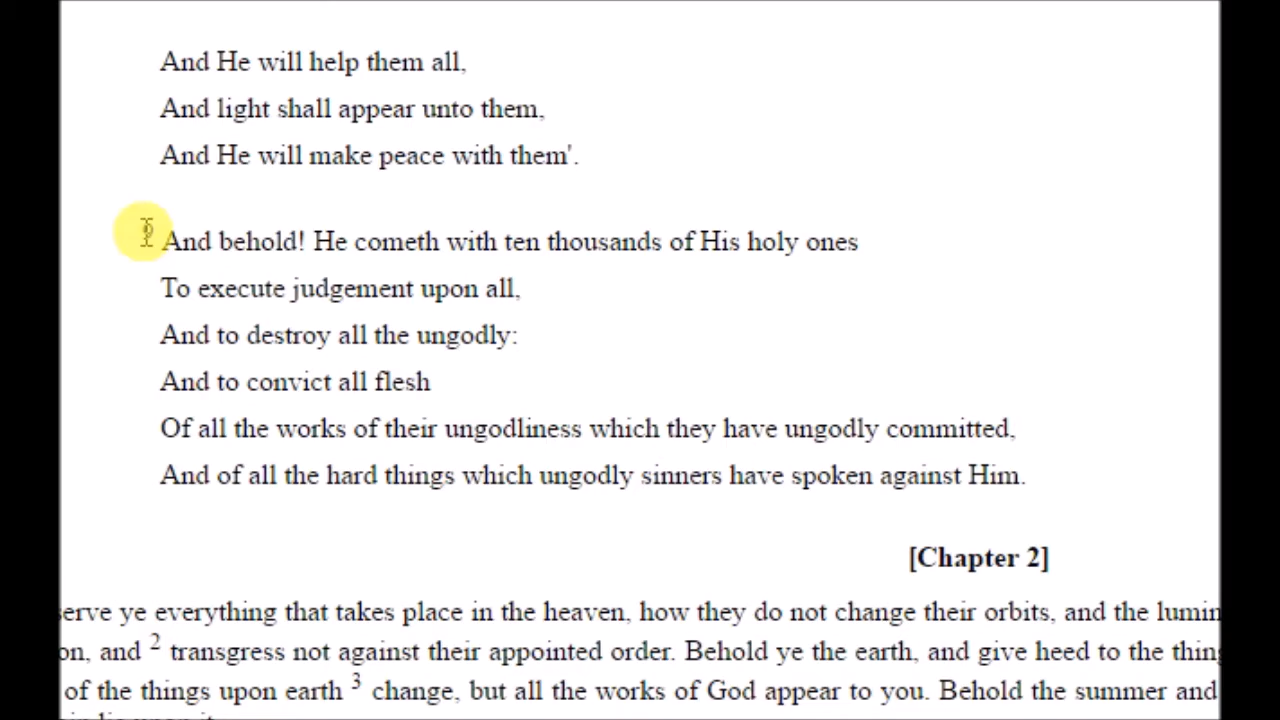 And He will help them all,
And light shall appear unto them,
And He will make peace with them'.
9 And behold! He cometh with ten thousands of His holy ones
To execute judgement upon all,
And to destroy all the ungodly:
And to convict all flesh
Of all the works of their ungodliness which they have ungodly committed,
And of all the hard things which ungodly sinners have spoken against Him.
[Chapter 2]
serve ye everything that takes place in the heaven, how they do not change their orbits, and the lumin
on, and 2 transgress not against their appointed order. Behold ye the earth, and give heed to the thing
of the things upon earth 3 change, but all the works of God appear to you. Behold the summer and